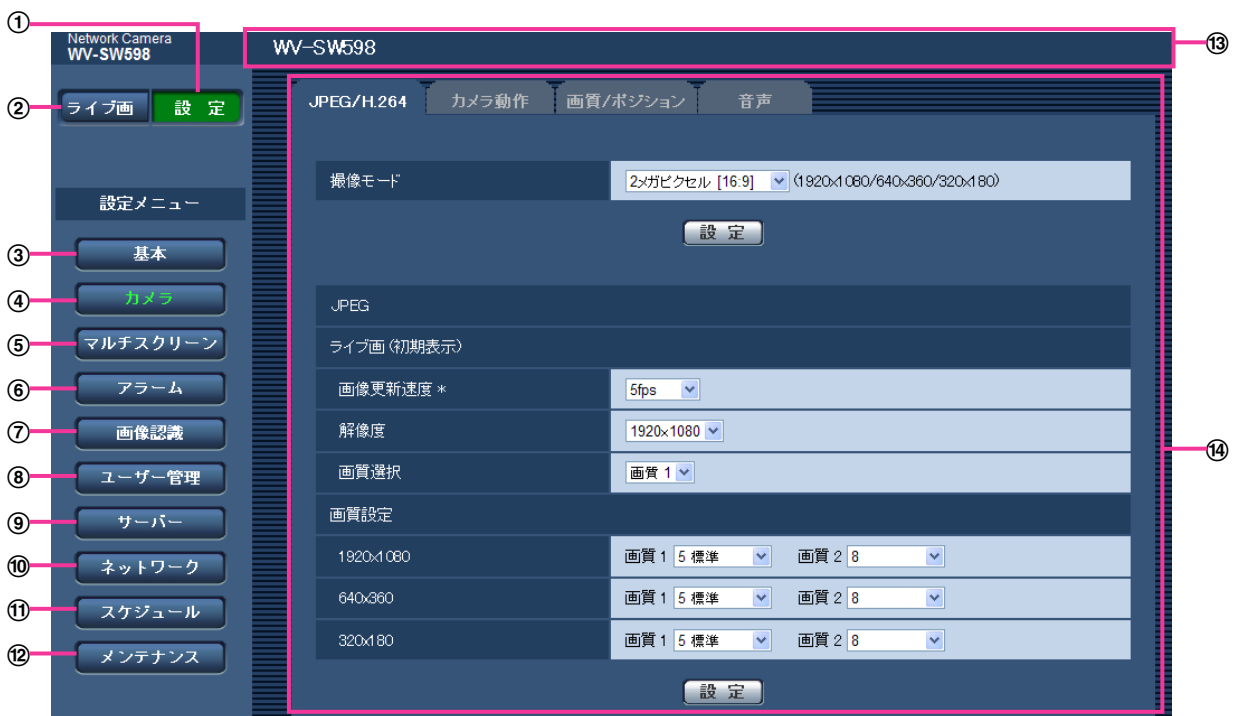 ①
Network Camera
WV-SW598
WV-SW598
⑬
② ライブ画 設 定
JPEG/H.264 カメラ動作 画質/ポジション 音声
撮像モード 2メガピクセル [16:9] (1920x1080/640x360/320x180)
設 定
設定メニュー
③ 基本
④ カメラ
⑤ マルチスクリーン
⑥ アラーム
⑦ 画像認識
⑧ ユーザー管理
⑨ サーバー
⑩ ネットワーク
⑪ スケジュール
⑫ メンテナンス
JPEG
ライブ画(初期表示)
画像更新速度 * 5fps
解像度 1920x1080
画質選択 画質 1
⑭
画質設定
1920x1080 画質 1 5 標準 画質 2 8
640x360 画質 1 5 標準 画質 2 8
320x180 画質 1 5 標準 画質 2 8
設 定